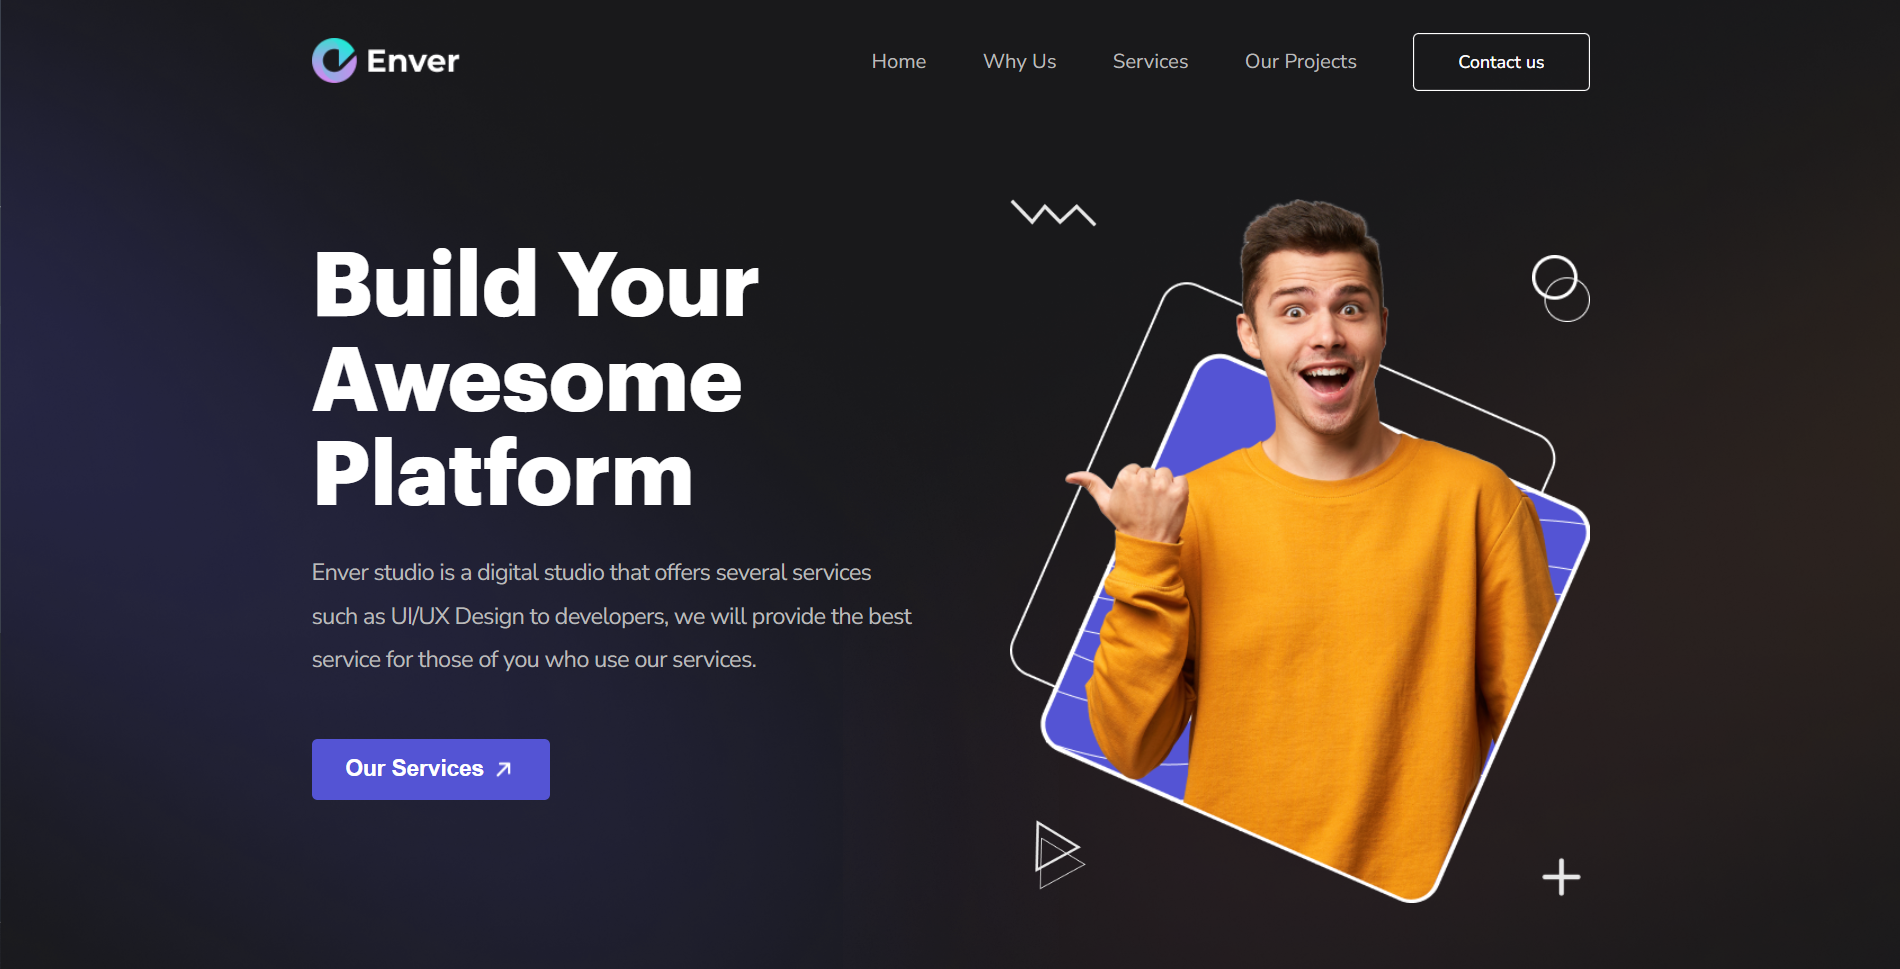 Enver
Home
Why Us
Services
Our Projects
Contact us
Build Your
Awesome
Platform
Enver studio is a digital studio that offers several services
such as UI/UX Design to developers, we will provide the best
service for those of you who use our services.
Our Services